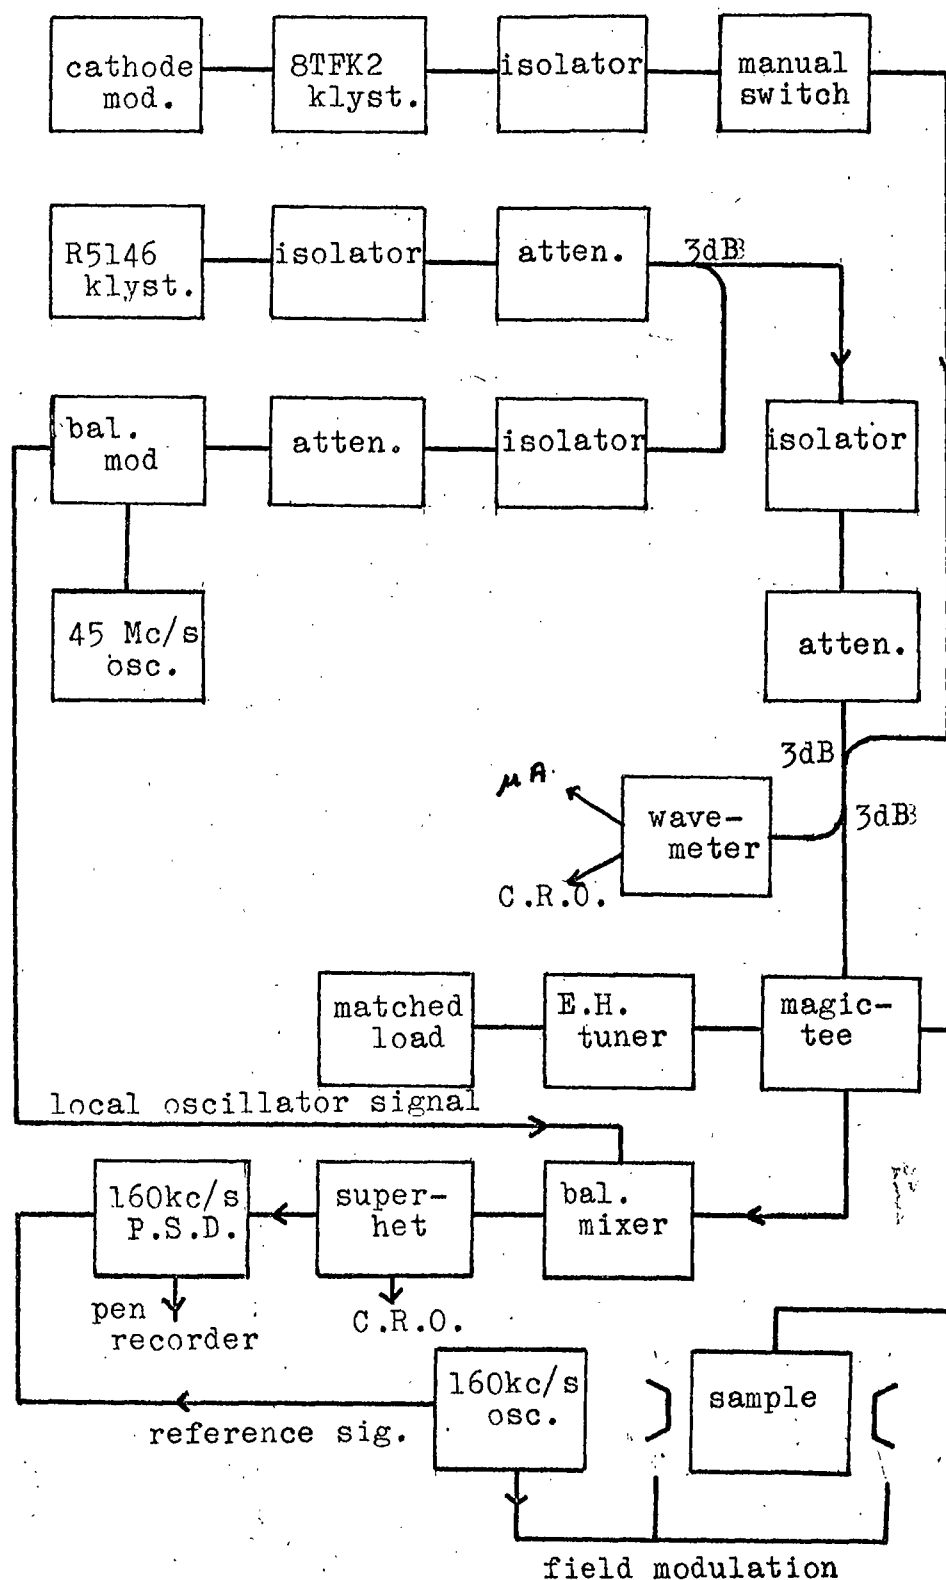 cathode
mod.
8TFK2
klyst.
isolator
manual
switch
R5146
klyst.
isolator
atten.
3dB
bal.
mod
atten.
isolator
isolator
45 Mc/s
osc.
atten.
3dB
μA.
wave-
meter
3dB
C.R.O.
matched
load
E.H.
tuner
magic-
tee
local oscillator signal
160kc/s
P.S.D.
super-
het
bal.
mixer
pen
recorder
C.R.O.
160kc/s
osc.
sample
reference sig.
field modulation